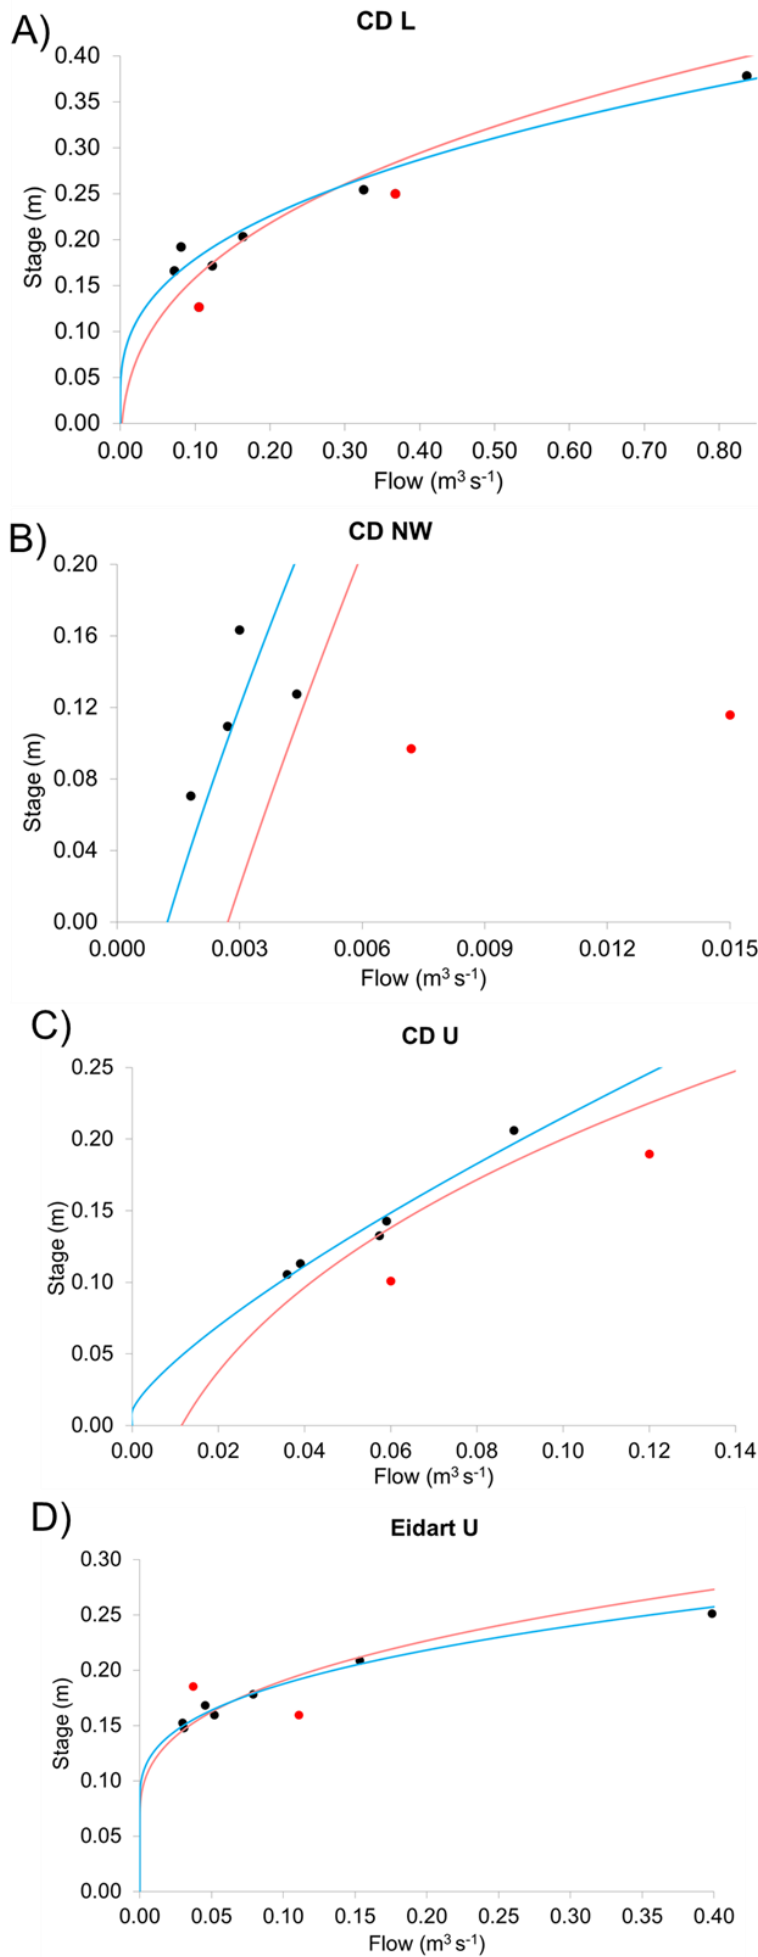 A)
CD L
0.40
0.35
0.30
0.25
0.20
0.15
0.10
0.05
0.00
Stage (m)
0.00 0.10 0.20 0.30 0.40 0.50 0.60 0.70 0.80
Flow (m³ s⁻¹)
B)
CD NW
0.20
0.16
0.12
0.08
0.04
0.00
Stage (m)
0.000 0.003 0.006 0.009 0.012 0.015
Flow (m³ s⁻¹)
C)
CD U
0.25
0.20
0.15
0.10
0.05
0.00
Stage (m)
0.00 0.02 0.04 0.06 0.08 0.10 0.12 0.14
Flow (m³ s⁻¹)
D)
Eidart U
0.30
0.25
0.20
0.15
0.10
0.05
0.00
Stage (m)
0.00 0.05 0.10 0.15 0.20 0.25 0.30 0.35 0.40
Flow (m³ s⁻¹)